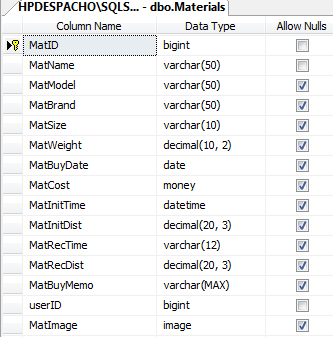 HPDESPACHO\SQLS... - dbo.Materials
Column Name Data Type Allow Nulls
MatID bigint
MatName varchar(50)
MatModel varchar(50)
MatBrand varchar(50)
MatSize varchar(10)
MatWeight decimal(10, 2)
MatBuyDate date
MatCost money
MatInitTime datetime
MatInitDist decimal(20, 3)
MatRecTime varchar(12)
MatRecDist decimal(20, 3)
MatBuyMemo varchar(MAX)
userID bigint
MatImage image